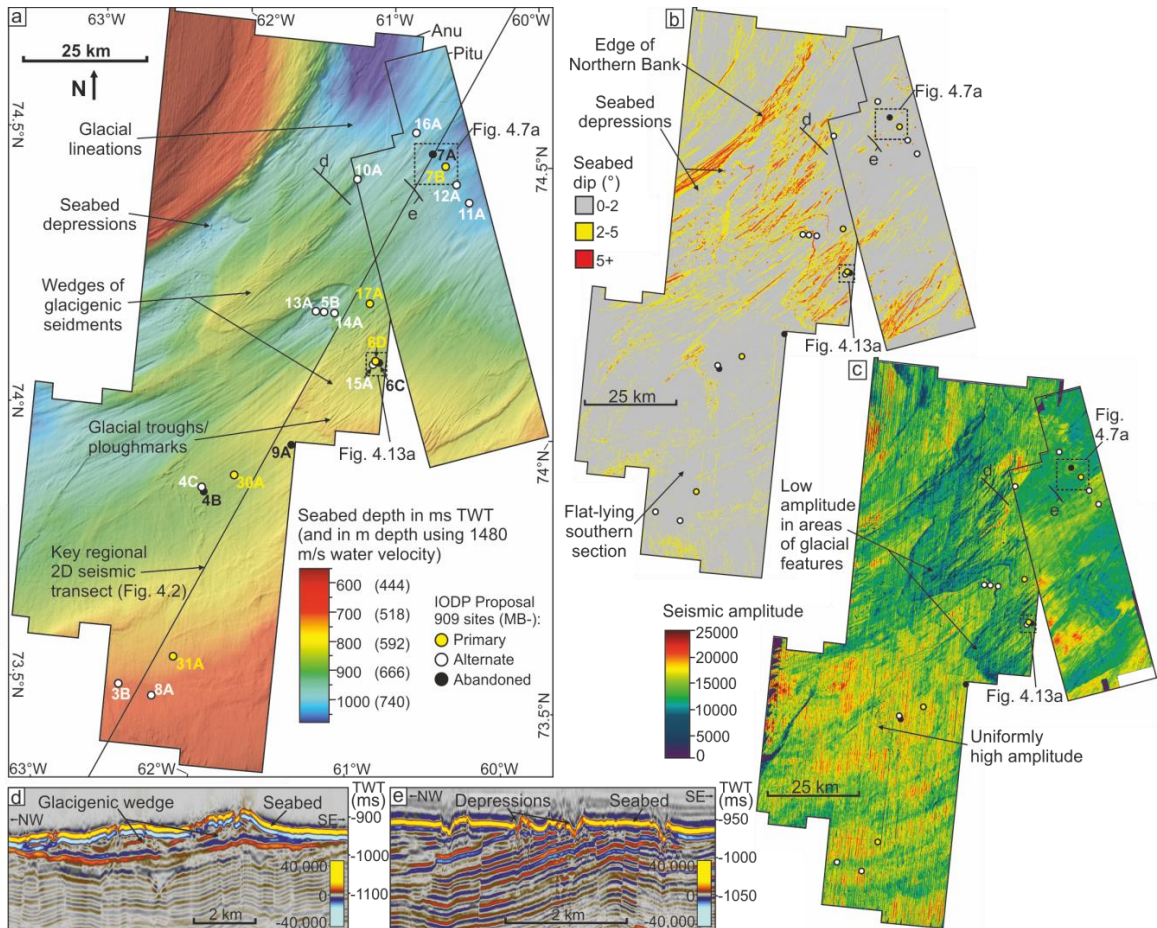 a
63°W
62°W
61°W
60°W
25 km
N
Anu
Pitu
74.5°N
74.5°N
Glacial
lineations
16A
Fig. 4.7a
7A
7B
d
10A
12A
e
11A
Seabed
depressions
Wedges of
glacigenic
seidments
17A
13A
5B
14A
6D
15A
6C
74°N
Glacial troughs/
ploughmarks
Fig. 4.13a
9A
74°N
4C
30A
4B
Key regional
2D seismic
transect (Fig. 4.2)
Seabed depth in ms TWT
(and in m depth using 1480
m/s water velocity)
600 (444)
700 (518)
800 (592)
900 (666)
1000 (740)
IODP Proposal
909 sites (MB-):
Primary
Alternate
Abandoned
73.5°N
31A
3B
8A
73.5°N
63°W
62°W
61°W
60°W
b
Edge of
Northern Bank
Seabed
depressions
d
Fig. 4.7a
e
Seabed
dip (°)
0-2
2-5
5+
Fig. 4.13a
25 km
Flat-lying
southern
section
c
Fig.
4.7a
d
e
Low
amplitude
in areas
of glacial
features
Seismic amplitude
25000
20000
15000
10000
5000
0
Fig. 4.13a
Uniformly
high amplitude
25 km
d
←NW
Glacigenic wedge
Seabed
SE→
TWT
(ms)
-900
-1000
-1100
40,000
0
-40,000
2 km
e
←NW
Depressions
Seabed
SE→
TWT
(ms)
-950
-1000
-1050
40,000
0
-40,000
2 km